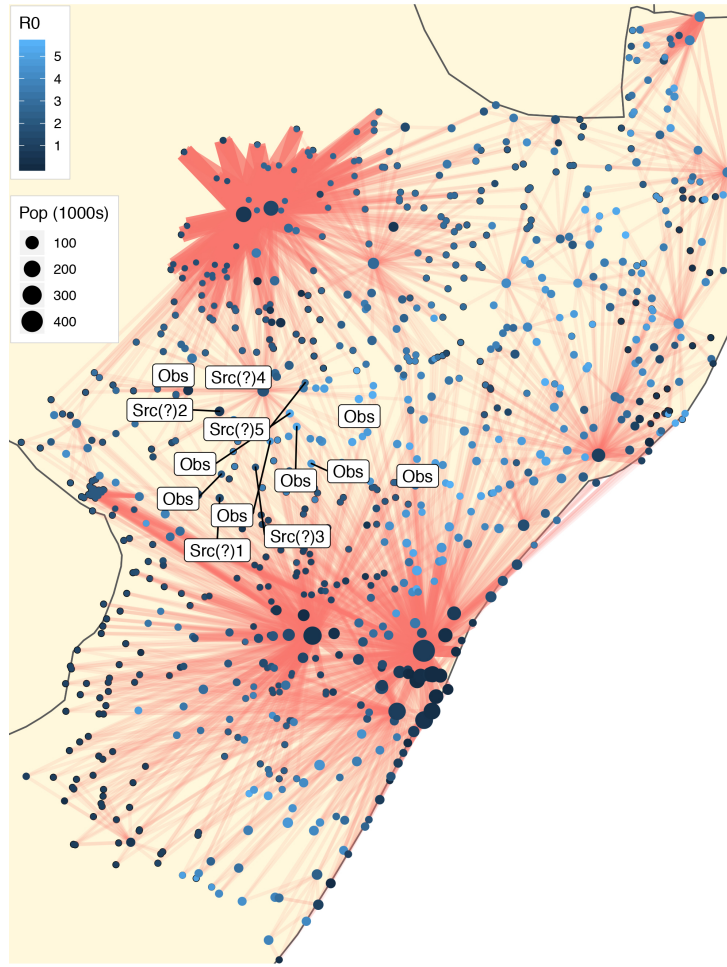 R0
5
4
3
2
1
Pop (1000s)
100
200
300
400
Obs
Src(?)4
Src(?)2
Obs
Src(?)5
Obs
Obs
Obs
Obs
Obs
Obs
Src(?)3
Src(?)1